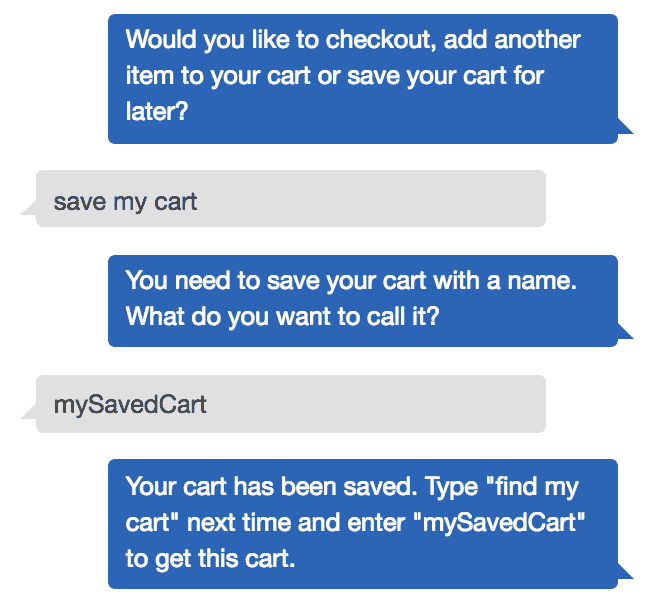 Would you like to checkout, add another
item to your cart or save your cart for
later?
save my cart
You need to save your cart with a name.
What do you want to call it?
mySavedCart
Your cart has been saved. Type "find my
cart" next time and enter "mySavedCart"
to get this cart.